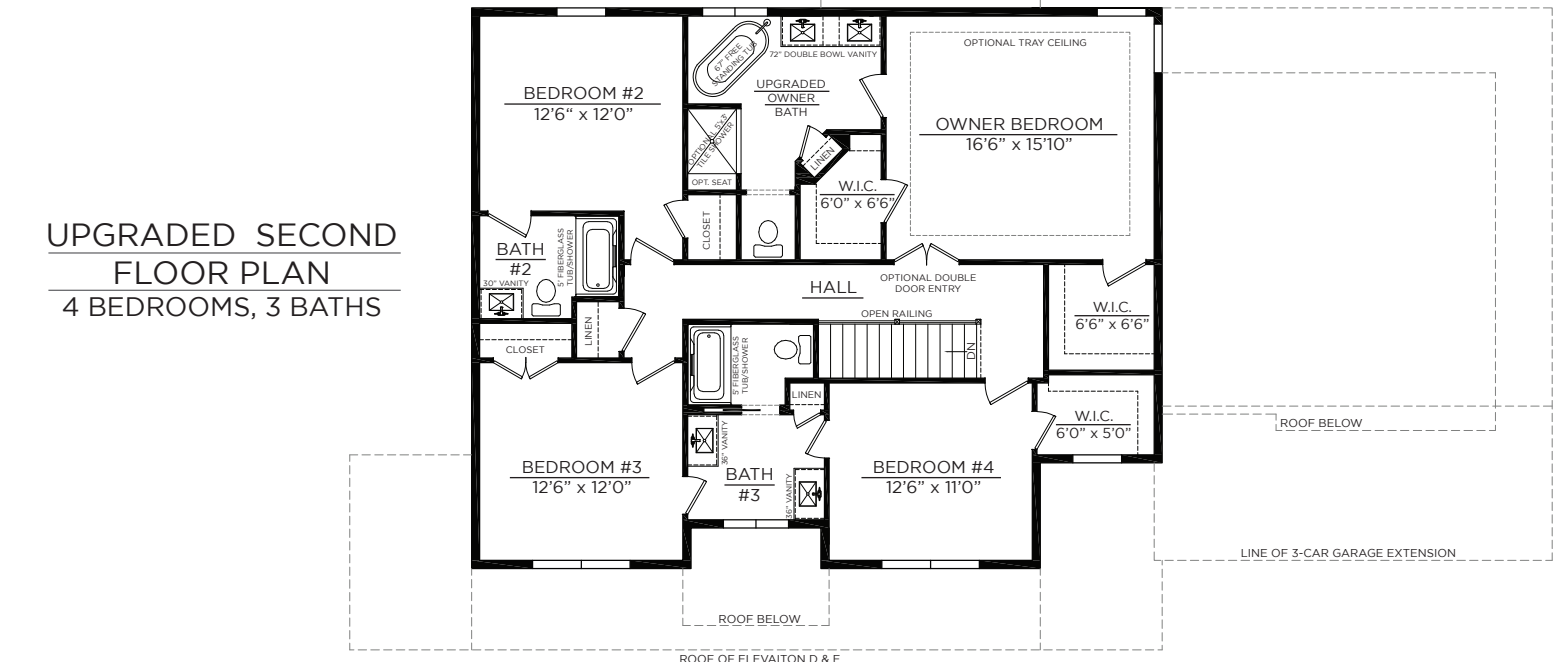 UPGRADED SECOND
FLOOR PLAN
4 BEDROOMS, 3 BATHS
BEDROOM #2
12'6“ x 12'0”
67" FREE
STANDING TUB
72" DOUBLE BOWL VANITY
UPGRADED
OWNER
BATH
OPTIONAL 5'x3'
TILE SHOWER
OPT. SEAT
LINEN
OPTIONAL TRAY CEILING
OWNER BEDROOM
16'6” x 15'10”
W.I.C.
6'0” x 6'6”
CLOSET
BATH
#2
30" VANITY
5' FIBERGLASS
TUB/SHOWER
LINEN
CLOSET
HALL
OPTIONAL DOUBLE
DOOR ENTRY
OPEN RAILING
DN
W.I.C.
6'6” x 6'6”
5' FIBERGLASS
TUB/SHOWER
LINEN
W.I.C.
6'0” x 5'0”
BEDROOM #3
12'6” x 12'0”
36" VANITY
BATH
#3
36" VANITY
BEDROOM #4
12'6” x 11'0”
ROOF BELOW
LINE OF 3-CAR GARAGE EXTENSION
ROOF BELOW
ROOF OF ELEVAITON D & E